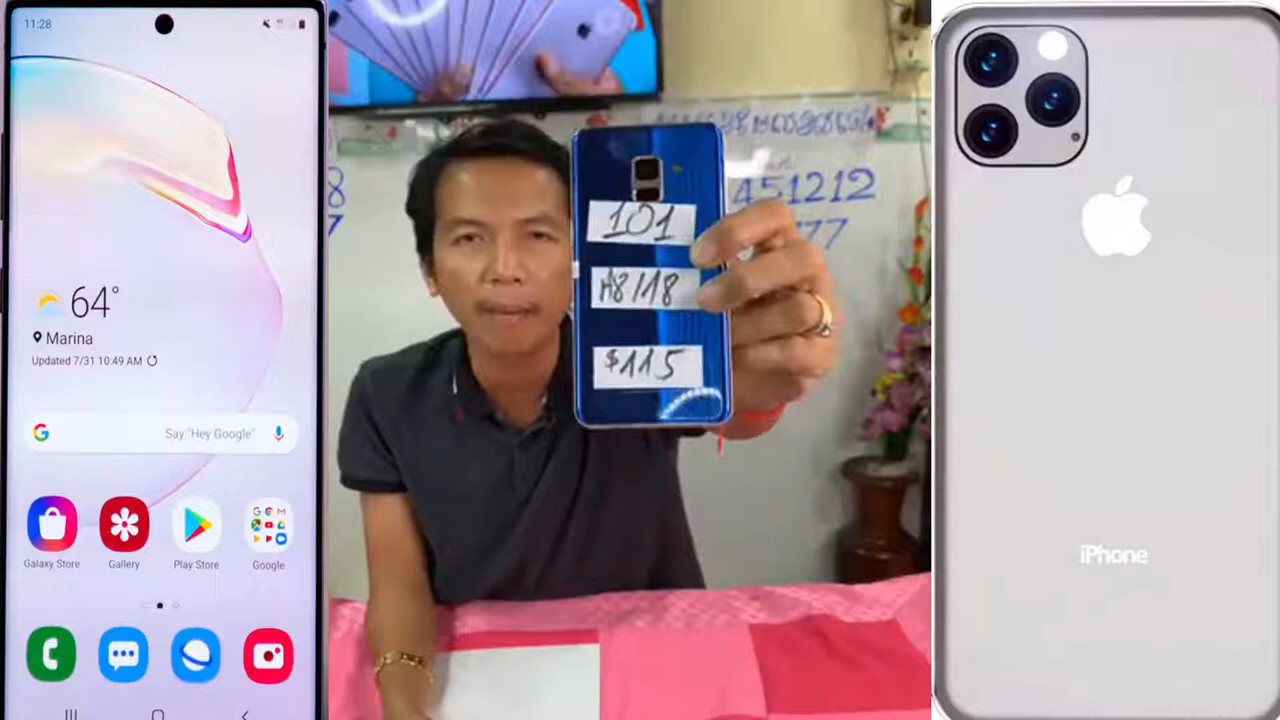 11:28
64°
Marina
Updated 7/31 10:49 AM
Say "Hey Google"
Galaxy Store
Gallery
Play Store
Google
101
A8/18
$115
451212
77
iPhone